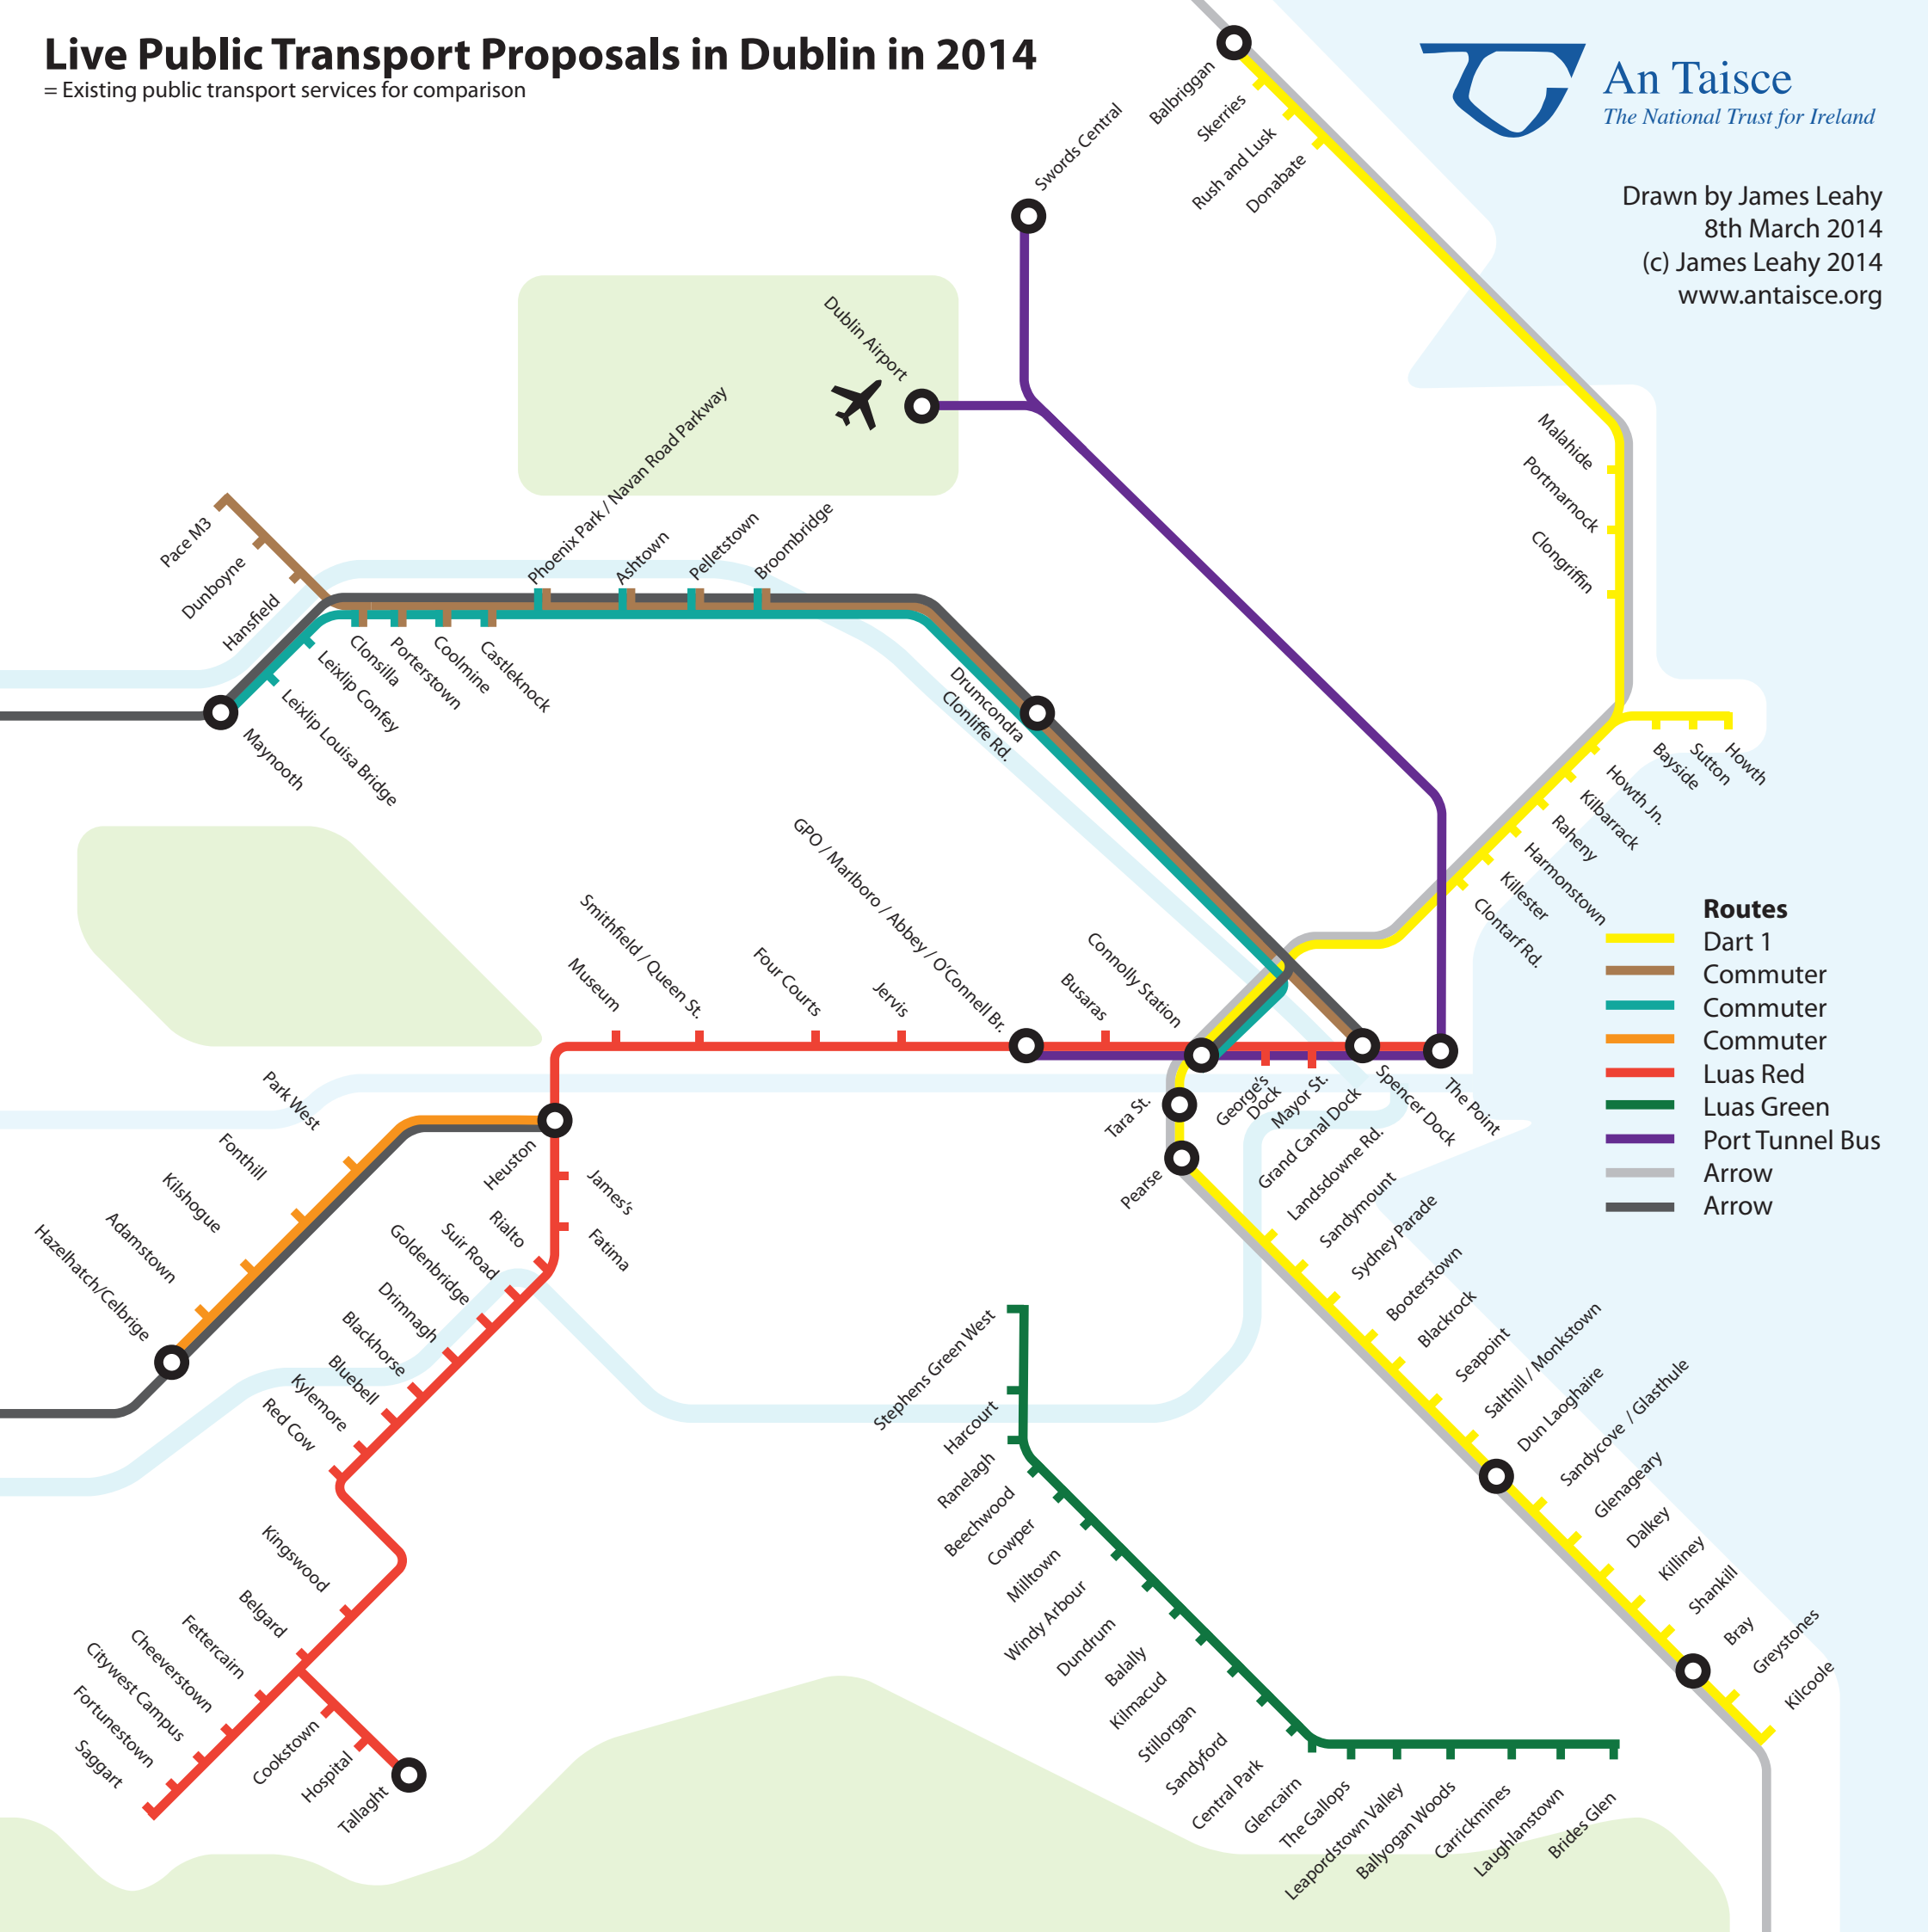 Live Public Transport Proposals in Dublin in 2014
= Existing public transport services for comparison
An Taisce
The National Trust for Ireland
Drawn by James Leahy
8th March 2014
(c) James Leahy 2014
www.antaisce.org
Balbriggan
Skerries
Rush and Lusk
Donabate
Swords Central
Dublin Airport
Malahide
Portmarnock
Clongriffin
Pace M3
Dunboyne
Hansfield
Phoenix Park / Navan Road Parkway
Ashtown
Pelletstown
Broombridge
Clonsilla
Porterstown
Coolmine
Castleknock
Leixlip Confey
Leixlip Louisa Bridge
Maynooth
Drumcondra
Clonliffe Rd.
Howth
Sutton
Bayside
Howth Jn.
Kilbarrack
Raheny
Harmonstown
Killester
Clontarf Rd.
GPO / Marlboro / Abbey / O'Connell Br.
Smithfield / Queen St.
Museum
Four Courts
Jervis
Busaras
Connolly Station
Routes
Dart 1
Commuter
Commuter
Commuter
Luas Red
Luas Green
Port Tunnel Bus
Arrow
Arrow
Tara St.
George's
Dock
Mayor St.
Spencer Dock
The Point
Pearse
Grand Canal Dock
Landsdowne Rd.
Sandymount
Sydney Parade
Booterstown
Blackrock
Seapoint
Salthill / Monkstown
Dun Laoghaire
Sandycove / Glasthule
Glenageary
Dalkey
Killiney
Shankill
Bray
Greystones
Kilcoole
Park West
Fonthill
Kilshogue
Adamstown
Hazelhatch/Celbrige
Heuston
James's
Fatima
Rialto
Suir Road
Goldenbridge
Drimnagh
Blackhorse
Bluebell
Kylemore
Red Cow
Kingswood
Belgard
Fettercairn
Cheeverstown
Citywest Campus
Fortunestown
Saggart
Cookstown
Hospital
Tallaght
Stephens Green West
Harcourt
Ranelagh
Beechwood
Cowper
Milltown
Windy Arbour
Dundrum
Balally
Kilmacud
Stillorgan
Sandyford
Central Park
Glencairn
The Gallops
Leapordstown Valley
Ballyogan Woods
Carrickmines
Laughlanstown
Brides Glen